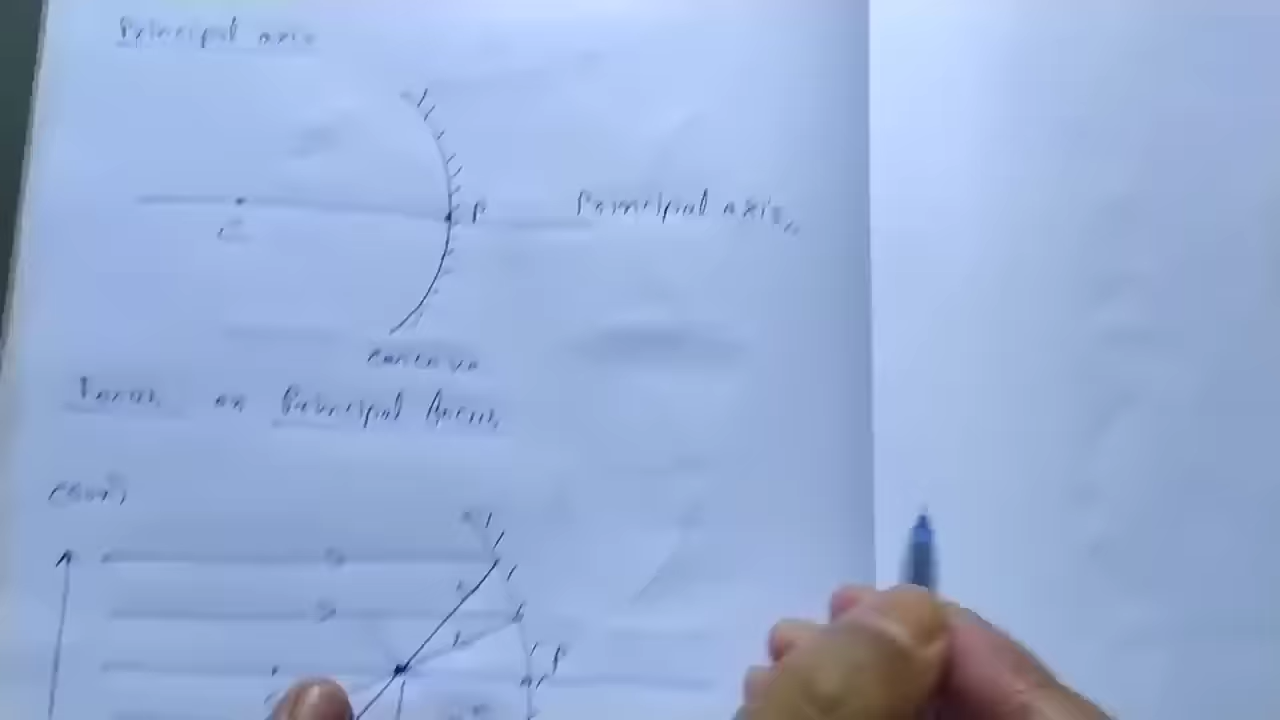 Principal axis
P
Principal axis
C
Concave
Focus or Principal focus
P